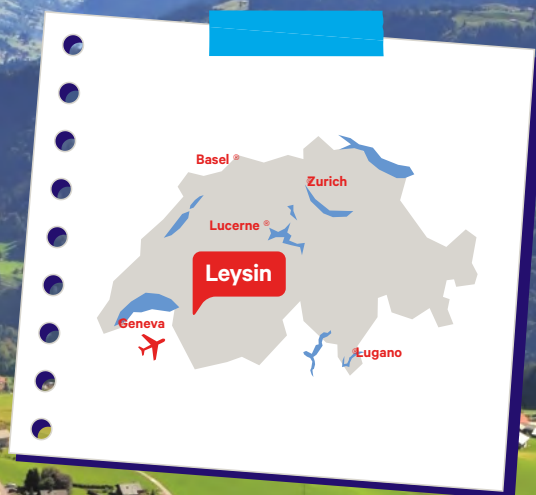 Basel
Zurich
Lucerne
Leysin
Geneva
Lugano